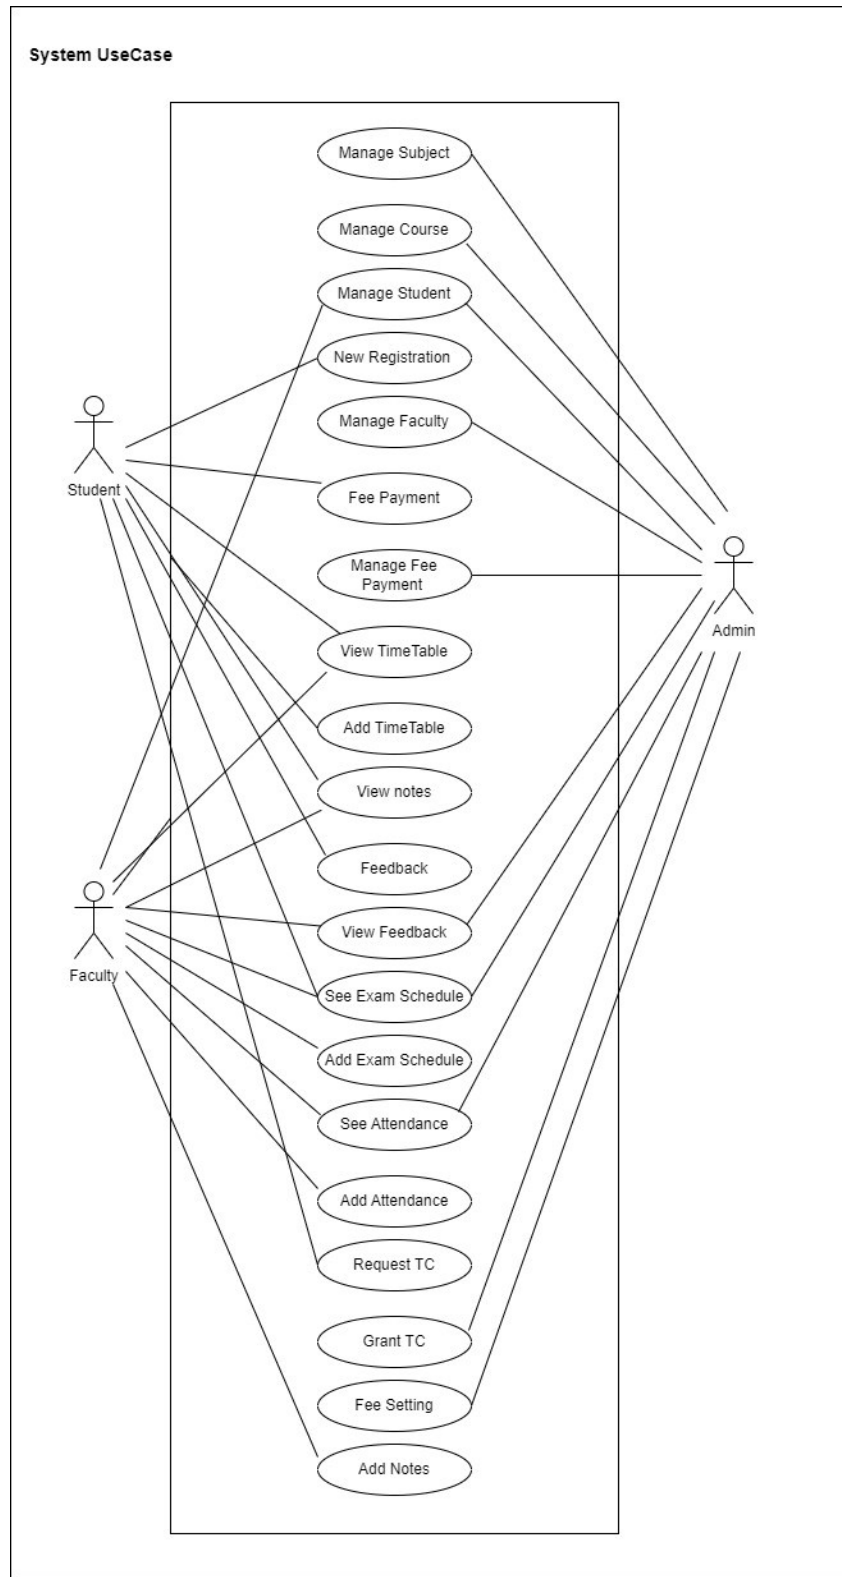 System UseCase
Manage Subject
Manage Course
Manage Student
New Registration
Manage Faculty
Student
Fee Payment
Manage Fee
Payment
Admin
View TimeTable
Add TimeTable
View notes
Feedback
View Feedback
Faculty
See Exam Schedule
Add Exam Schedule
See Attendance
Add Attendance
Request TC
Grant TC
Fee Setting
Add Notes